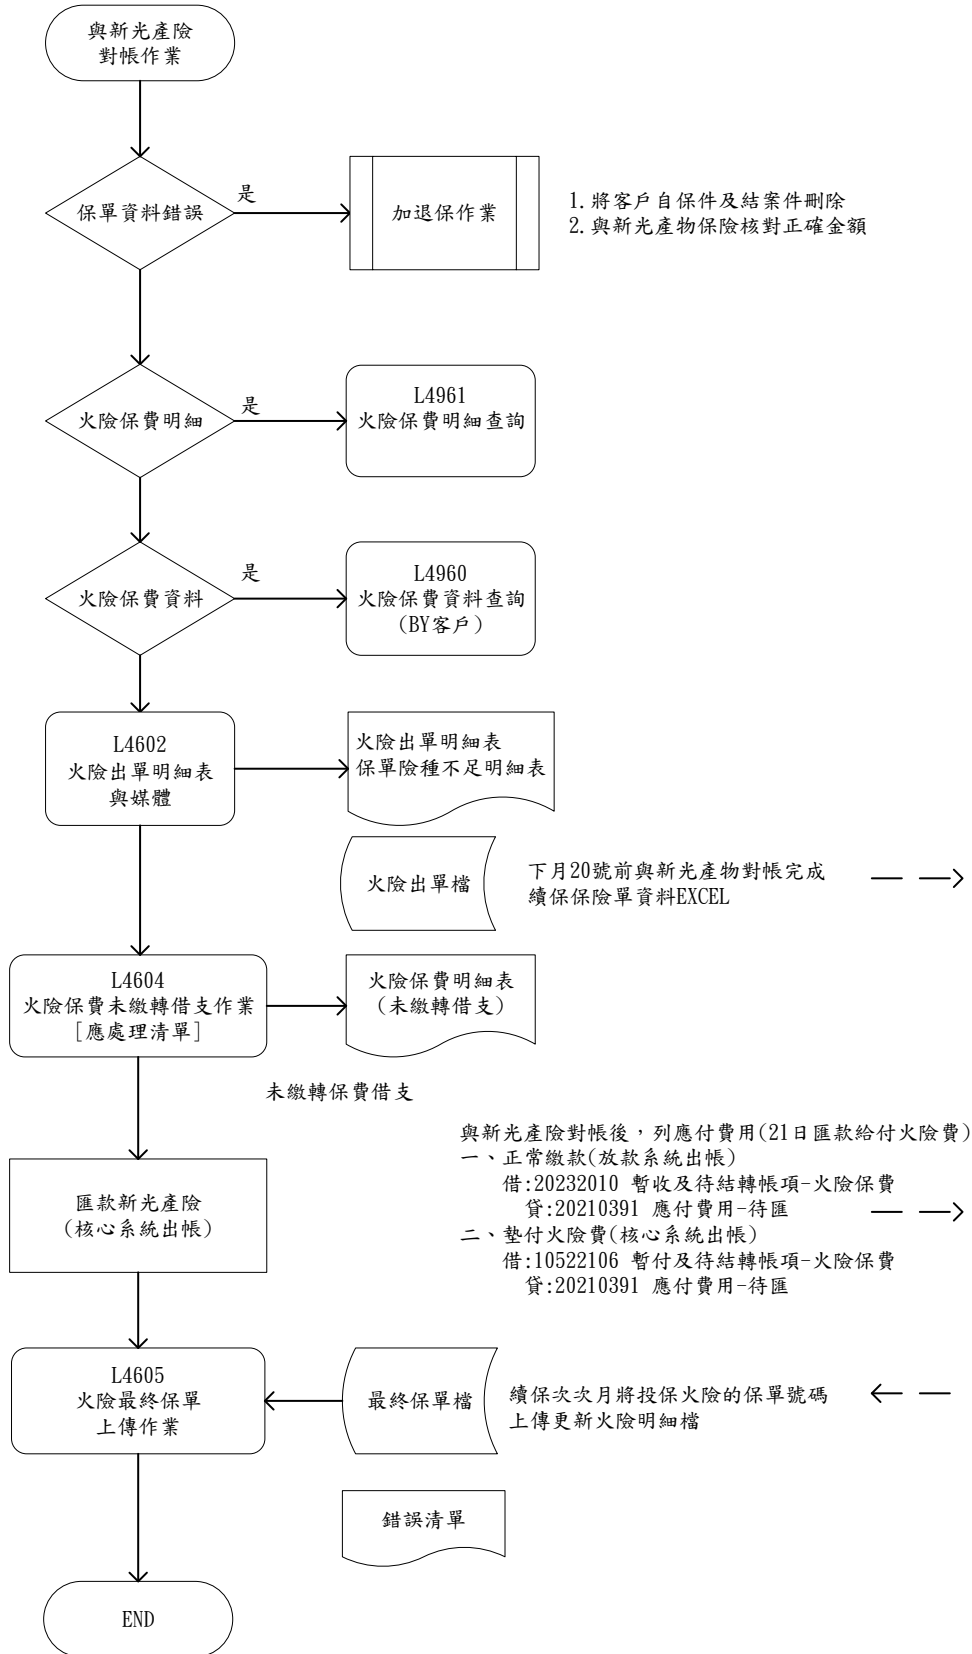 與新光產險
對帳作業
保單資料錯誤
是
加退保作業
1.將客戶自保件及結案件刪除
2.與新光產物保險核對正確金額
火險保費明細
是
L4961
火險保費明細查詢
火險保費資料
是
L4960
火險保費資料查詢
(BY客戶)
L4602
火險出單明細表
與媒體
火險出單明細表
保單險種不足明細表
火險出單檔
下月20號前與新光產物對帳完成
續保保險單資料EXCEL
L4604
火險保費未繳轉借支作業
[應處理清單]
火險保費明細表
(未繳轉借支)
未繳轉保費借支
與新光產險對帳後，列應付費用(21日匯款給付火險費)
一、正常繳款(放款系統出帳)
借:20232010 暫收及待結轉帳項-火險保費
貸:20210391 應付費用-待匯
二、墊付火險費(核心系統出帳)
借:10522106 暫付及待結轉帳項-火險保費
貸:20210391 應付費用-待匯
匯款新光產險
(核心系統出帳)
L4605
火險最終保單
上傳作業
最終保單檔
續保次次月將投保火險的保單號碼
上傳更新火險明細檔
錯誤清單
END